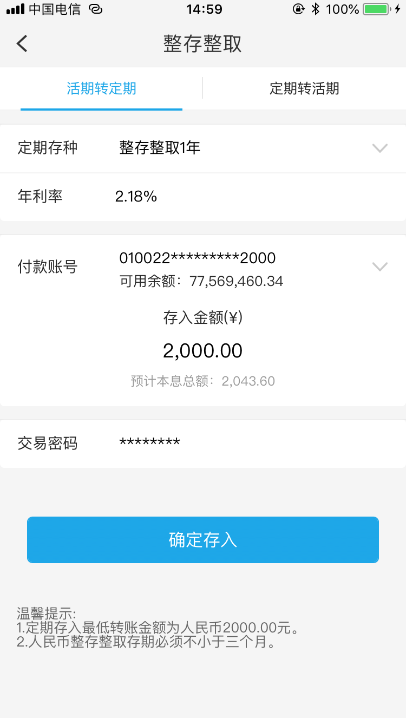 中国电信 14:59 100%
整存整取
活期转定期 定期转活期
定期存种 整存整取1年
年利率 2.18%
付款账号 010022*********2000
可用余额：77,569,460.34
存入金额(¥)
2,000.00
预计本息总额：2,043.60
交易密码 ********
确定存入
温馨提示:
1.定期存入最低转账金额为人民币2000.00元。
2.人民币整存整取存期必须不小于三个月。